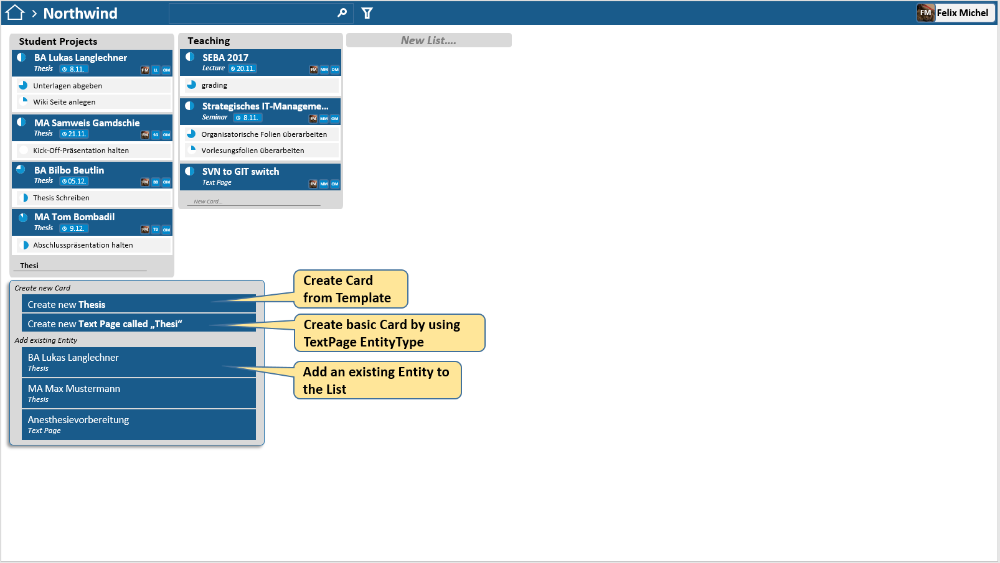 Northwind
FM Felix Michel
Student Projects
BA Lukas Langlechner
Thesis 8.11.
FM LL OM
Unterlagen abgeben
Wiki Seite anlegen
MA Samweis Gamdschie
Thesis 21.11.
FM SG OM
Kick-Off-Präsentation halten
BA Bilbo Beutlin
Thesis 05.12.
FM BB OM
Thesis Schreiben
MA Tom Bombadil
Thesis 9.12.
FM TB OM
Abschlusspräsentation halten
Thesi
Teaching
SEBA 2017
Lecture 20.11.
FM MM OM
grading
Strategisches IT-Manageme...
Seminar 8.11.
FM MM OM
Organisatorische Folien überarbeiten
Vorlesungsfolien überarbeiten
SVN to GIT switch
Text Page
FM MM OM
New Card...
New List....
Create new Card
Create new Thesis
Create new Text Page called „Thesi“
Add existing Entity
BA Lukas Langlechner
Thesis
MA Max Mustermann
Thesis
Anesthesievorbereitung
Text Page
Create Card
from Template
Create basic Card by using
TextPage EntityType
Add an existing Entity to
the List